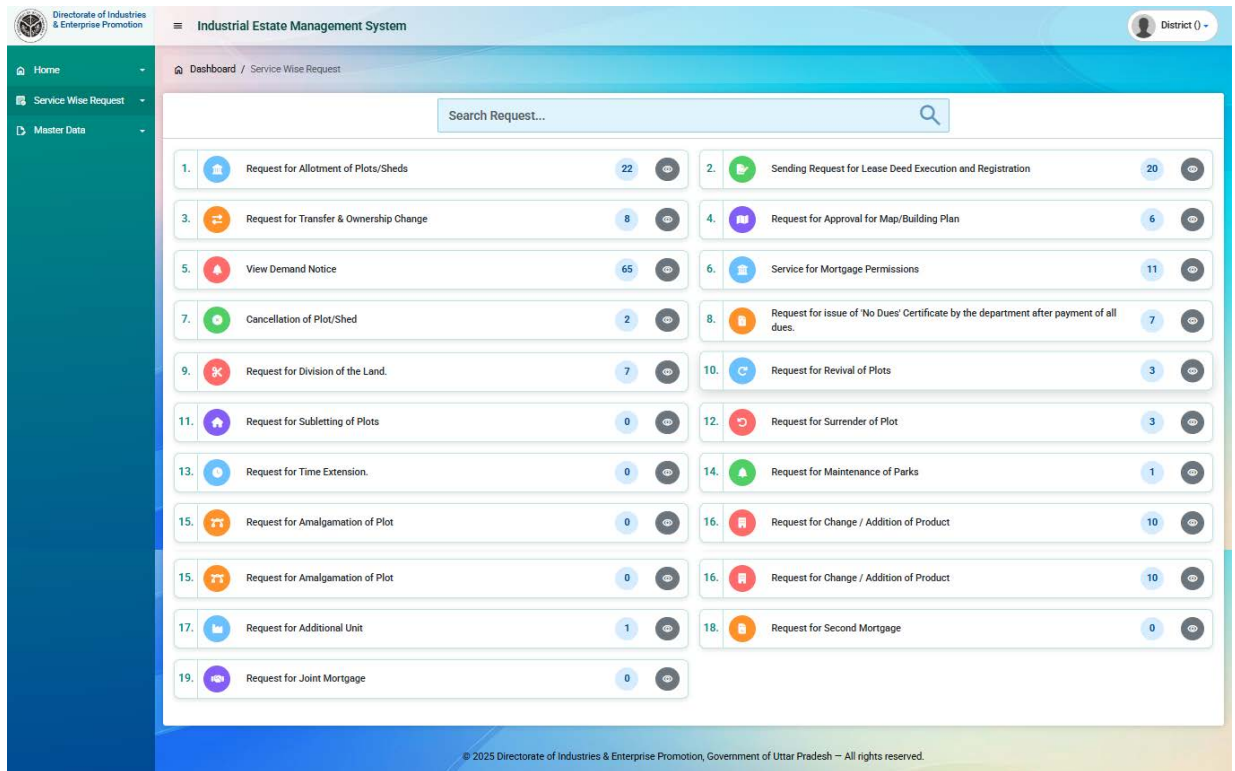 Directorate of Industries
& Enterprise Promotion
Industrial Estate Management System
District ()
Home
Service Wise Request
Master Data
Dashboard / Service Wise Request
Search Request...
1. Request for Allotment of Plots/Sheds 22
2. Sending Request for Lease Deed Execution and Registration 20
3. Request for Transfer & Ownership Change 8
4. Request for Approval for Map/Building Plan 6
5. View Demand Notice 65
6. Service for Mortgage Permissions 11
7. Cancellation of Plot/Shed 2
8. Request for issue of 'No Dues' Certificate by the department after payment of all
dues. 7
9. Request for Division of the Land. 7
10. Request for Revival of Plots 3
11. Request for Subletting of Plots 0
12. Request for Surrender of Plot 3
13. Request for Time Extension. 0
14. Request for Maintenance of Parks 1
15. Request for Amalgamation of Plot 0
16. Request for Change / Addition of Product 10
15. Request for Amalgamation of Plot 0
16. Request for Change / Addition of Product 10
17. Request for Additional Unit 1
18. Request for Second Mortgage 0
19. Request for Joint Mortgage 0
© 2025 Directorate of Industries & Enterprise Promotion, Government of Uttar Pradesh — All rights reserved.